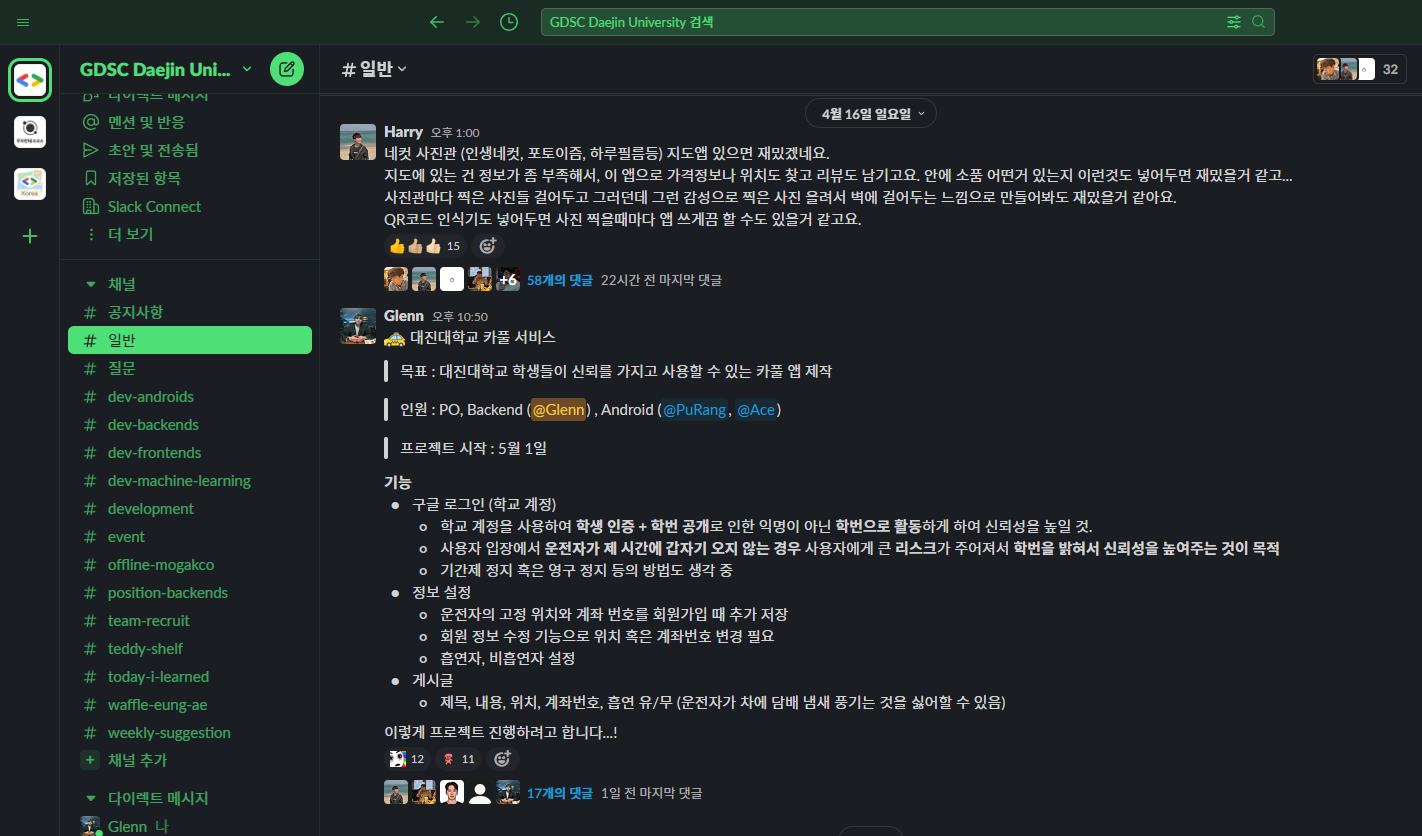 GDSC Daejin University 검색
GDSC Daejin Uni...
다이렉트 메시지
멘션 및 반응
초안 및 전송됨
저장된 항목
Slack Connect
더 보기
채널
# 공지사항
# 일반
# 질문
# dev-androids
# dev-backends
# dev-frontends
# dev-machine-learning
# development
# event
# offline-mogakco
# position-backends
# team-recruit
# teddy-shelf
# today-i-learned
# waffle-eung-ae
# weekly-suggestion
+ 채널 추가
다이렉트 메시지
Glenn 나
# 일반
32
4월 16일 일요일
Harry 오후 1:00
네컷 사진관 (인생네컷, 포토이즘, 하루필름등) 지도앱 있으면 재밌겠네요.
지도에 있는 건 정보가 좀 부족해서, 이 앱으로 가격정보나 위치도 찾고 리뷰도 남기고요. 안에 소품 어떤거 있는지 이런것도 넣어두면 재밌을거 같고...
사진관마다 찍은 사진들 걸어두고 그러던데 그런 감성으로 찍은 사진 올려서 벽에 걸어두는 느낌으로 만들어봐도 재밌을거 같아요.
QR코드 인식기도 넣어두면 사진 찍을때마다 앱 쓰게끔 할 수도 있을거 같고요.
15
+6 58개의 댓글 22시간 전 마지막 댓글
Glenn 오후 10:50
🚕 대진대학교 카풀 서비스
목표 : 대진대학교 학생들이 신뢰를 가지고 사용할 수 있는 카풀 앱 제작
인원 : PO, Backend (@Glenn) , Android (@PuRang, @Ace)
프로젝트 시작 : 5월 1일
기능
• 구글 로그인 (학교 계정)
◦ 학교 계정을 사용하여 학생 인증 + 학번 공개로 인한 익명이 아닌 학번으로 활동하게 하여 신뢰성을 높일 것.
◦ 사용자 입장에서 운전자가 제 시간에 갑자기 오지 않는 경우 사용자에게 큰 리스크가 주어져서 학번을 밝혀서 신뢰성을 높여주는 것이 목적
◦ 기간제 정지 혹은 영구 정지 등의 방법도 생각 중
• 정보 설정
◦ 운전자의 고정 위치와 계좌 번호를 회원가입 때 추가 저장
◦ 회원 정보 수정 기능으로 위치 혹은 계좌번호 변경 필요
◦ 흡연자, 비흡연자 설정
• 게시글
◦ 제목, 내용, 위치, 계좌번호, 흡연 유/무 (운전자가 차에 담배 냄새 풍기는 것을 싫어할 수 있음)
이렇게 프로젝트 진행하려고 합니다...!
12 11
17개의 댓글 1일 전 마지막 댓글